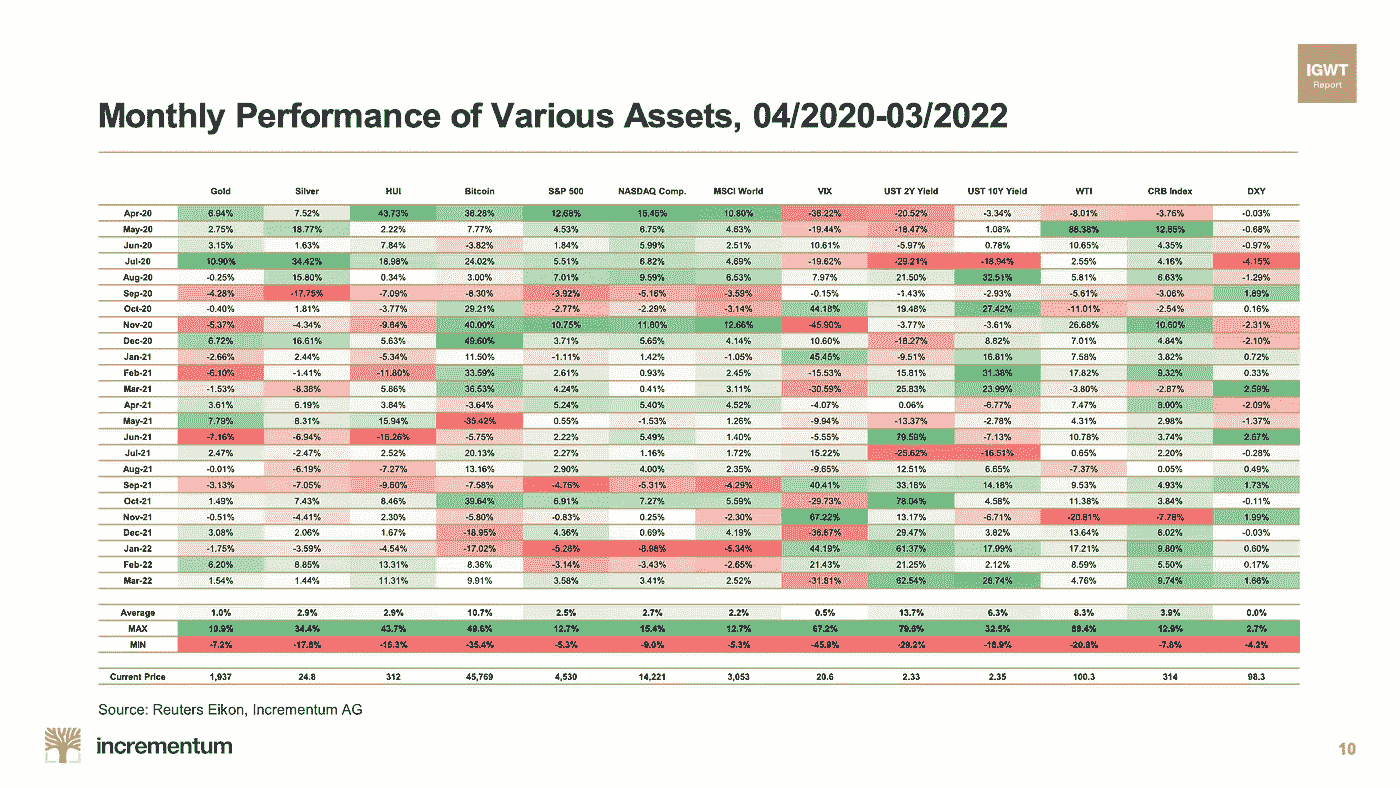 IGWT
Report
Monthly Performance of Various Assets, 04/2020-03/2022
Gold Silver HUI Bitcoin S&P 500 NASDAQ Comp. MSCI World VIX UST 2Y Yield UST 10Y Yield WTI CRB Index DXY
Apr-20 6.94% 7.52% 43.73% 36.28% 12.68% 15.45% 10.80% -36.22% -20.52% -3.34% -8.01% -3.76% -0.03%
May-20 2.75% 18.77% 2.22% 7.77% 4.53% 6.75% 4.63% -19.44% -18.47% 1.08% 88.38% 12.85% -0.68%
Jun-20 3.15% 1.63% 7.84% -3.82% 1.84% 5.99% 2.51% 10.61% -5.97% 0.78% 10.65% 4.35% -0.97%
Jul-20 10.90% 34.42% 18.98% 24.02% 5.51% 6.82% 4.69% -19.62% -29.21% -18.94% 2.55% 4.16% -4.15%
Aug-20 -0.25% 15.80% 0.34% 3.00% 7.01% 9.59% 6.53% 7.97% 21.50% 32.51% 5.81% 6.63% -1.29%
Sep-20 -4.28% -17.75% -7.09% -8.30% -3.92% -5.16% -3.59% -0.15% -1.43% -2.93% -5.61% -3.06% 1.89%
Oct-20 -0.40% 1.81% -3.77% 29.21% -2.77% -2.29% -3.14% 44.18% 19.48% 27.42% -11.01% -2.54% 0.16%
Nov-20 -5.37% -4.34% -9.84% 40.00% 10.75% 11.80% 12.66% -45.90% -3.77% -3.61% 26.68% 10.60% -2.31%
Dec-20 6.72% 16.61% 5.63% 49.60% 3.71% 5.65% 4.14% 10.60% -18.27% 8.82% 7.01% 4.84% -2.10%
Jan-21 -2.66% 2.44% -5.34% 11.50% -1.11% 1.42% -1.05% 45.45% -9.51% 16.81% 7.58% 3.82% 0.72%
Feb-21 -6.10% -1.41% -11.80% 33.59% 2.61% 0.93% 2.45% -15.53% 15.81% 31.38% 17.82% 9.32% 0.33%
Mar-21 -1.53% -8.38% 5.86% 36.53% 4.24% 0.41% 3.11% -30.59% 25.83% 23.99% -3.80% -2.87% 2.59%
Apr-21 3.61% 6.19% 3.84% -3.64% 5.24% 5.40% 4.52% -4.07% 0.06% -6.77% 7.47% 8.00% -2.09%
May-21 7.79% 8.31% 15.94% -35.42% 0.55% -1.53% 1.26% -9.94% -13.37% -2.78% 4.31% 2.98% -1.37%
Jun-21 -7.16% -6.94% -16.26% -5.75% 2.22% 5.49% 1.40% -5.55% 79.59% -7.13% 10.78% 3.74% 2.67%
Jul-21 2.47% -2.47% 2.52% 20.13% 2.27% 1.16% 1.72% 15.22% -25.62% -16.51% 0.65% 2.20% -0.28%
Aug-21 -0.01% -6.19% -7.27% 13.16% 2.90% 4.00% 2.35% -9.65% 12.51% 6.65% -7.37% 0.05% 0.49%
Sep-21 -3.13% -7.05% -9.60% -7.58% -4.76% -5.31% -4.29% 40.41% 33.18% 14.18% 9.53% 4.93% 1.73%
Oct-21 1.49% 7.43% 8.46% 39.64% 6.91% 7.27% 5.59% -29.73% 78.04% 4.58% 11.38% 3.84% -0.11%
Nov-21 -0.51% -4.41% 2.30% -5.80% -0.83% 0.25% -2.30% 67.22% 13.17% -6.71% -20.81% -7.78% 1.99%
Dec-21 3.08% 2.06% 1.67% -18.95% 4.36% 0.69% 4.19% -36.67% 29.47% 3.82% 13.64% 6.02% -0.03%
Jan-22 -1.75% -3.59% -4.54% -17.02% -5.26% -8.98% -5.34% 44.19% 61.37% 17.99% 17.21% 9.80% 0.60%
Feb-22 6.20% 8.85% 13.31% 8.36% -3.14% -3.43% -2.65% 21.43% 21.25% 2.12% 8.59% 5.50% 0.17%
Mar-22 1.54% 1.44% 11.31% 9.91% 3.58% 3.41% 2.52% -31.81% 62.54% 28.74% 4.76% 9.74% 1.66%
Average 1.0% 2.9% 2.9% 10.7% 2.5% 2.7% 2.2% 0.5% 13.7% 6.3% 8.3% 3.9% 0.0%
MAX 10.9% 34.4% 43.7% 49.6% 12.7% 15.4% 12.7% 67.2% 79.6% 32.5% 88.4% 12.9% 2.7%
MIN -7.2% -17.8% -16.3% -35.4% -5.3% -9.0% -5.3% -45.9% -29.2% -18.9% -20.8% -7.8% -4.2%
Current Price 1,937 24.8 312 45,769 4,530 14,221 3,053 20.6 2.33 2.35 100.3 314 98.3
Source: Reuters Eikon, Incrementum AG
incrementum
10